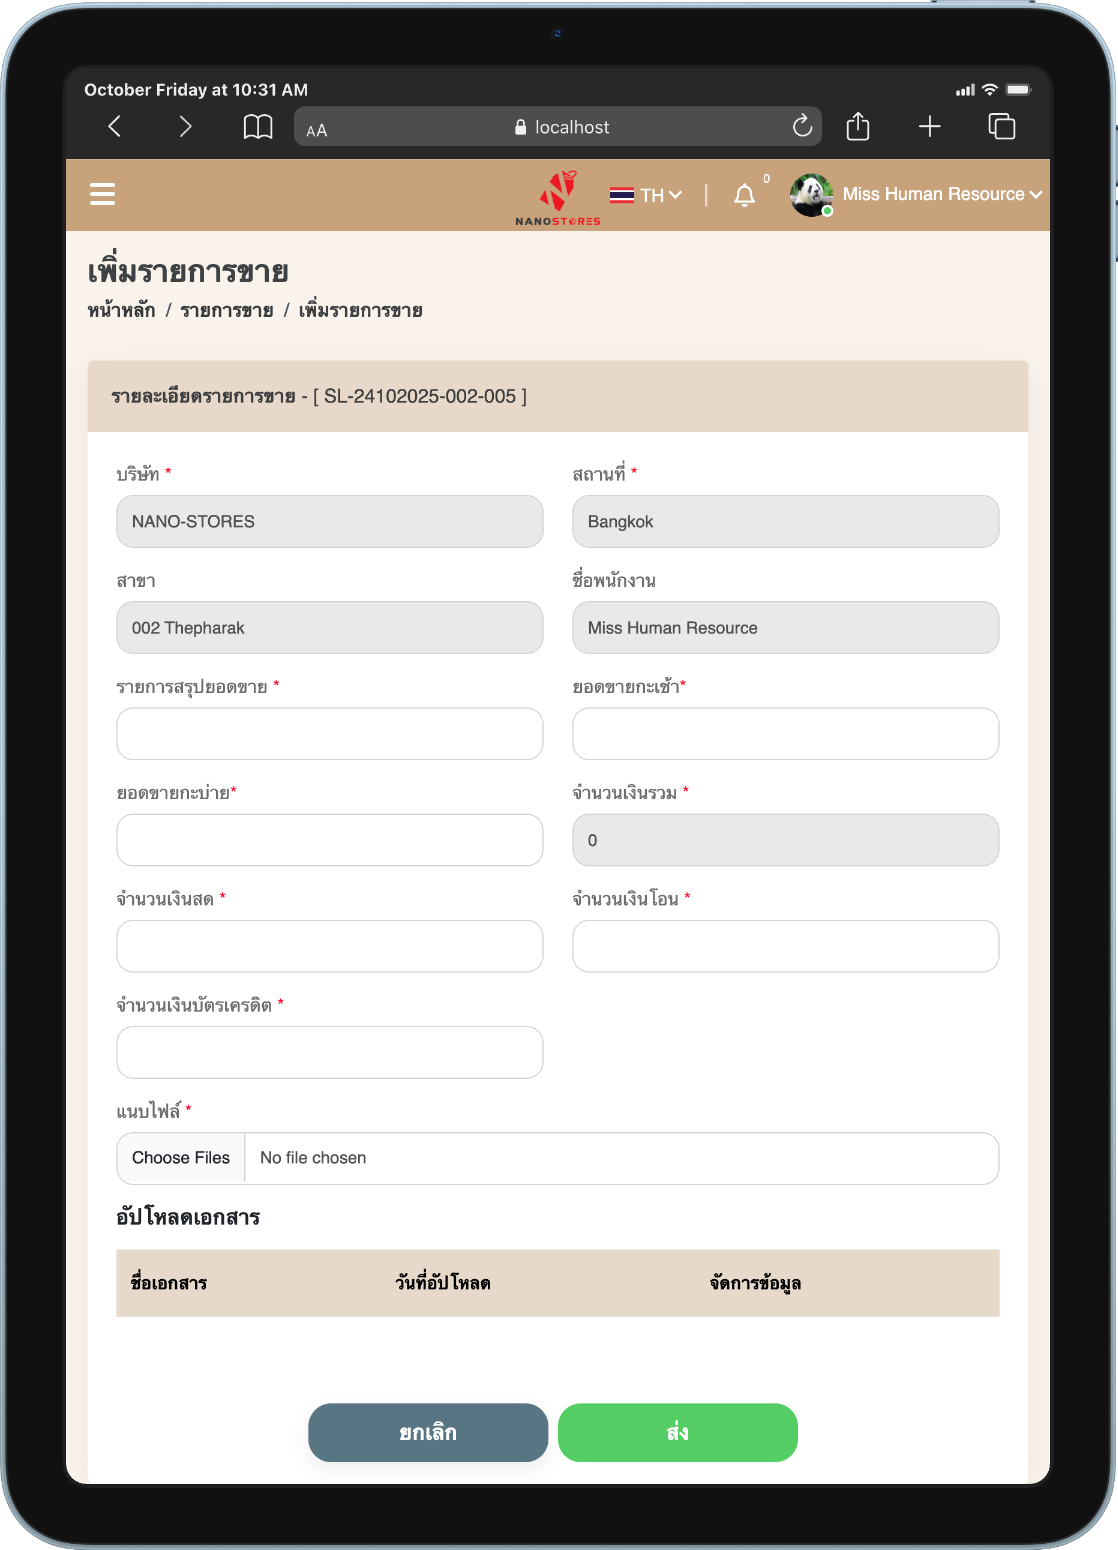 October Friday at 10:31 AM
AA localhost
NANOSTORES TH | 0 Miss Human Resource
เพิ่มรายการขาย
หน้าหลัก / รายการขาย / เพิ่มรายการขาย
รายละเอียดรายการขาย - [ SL-24102025-002-005 ]
บริษัท * สถานที่ *
NANO-STORES Bangkok
สาขา ชื่อพนักงาน
002 Thepharak Miss Human Resource
รายการสรุปยอดขาย * ยอดขายกะเช้า*
ยอดขายกะบ่าย* จำนวนเงินรวม *
0
จำนวนเงินสด * จำนวนเงินโอน *
จำนวนเงินบัตรเครดิต *
แนบไฟล์ *
Choose Files No file chosen
อัปโหลดเอกสาร
ชื่อเอกสาร วันที่อัปโหลด จัดการข้อมูล
ยกเลิก ส่ง